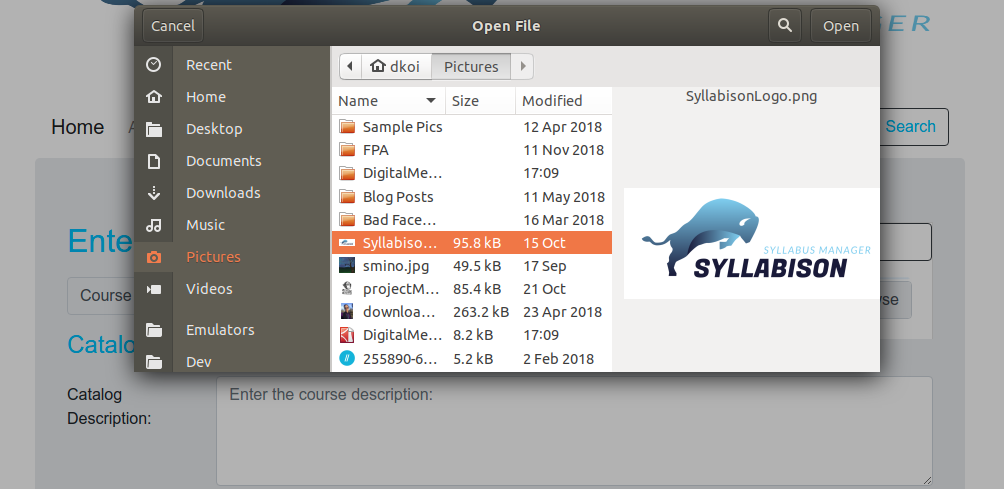 Cancel
Open File
Open
GER
Recent
Home
Desktop
Documents
Downloads
Music
Pictures
Videos
Emulators
Dev
dkoi
Pictures
Name Size Modified
Sample Pics 12 Apr 2018
FPA 11 Nov 2018
DigitalMe… 17:09
Blog Posts 11 May 2018
Bad Face… 16 Mar 2018
Syllabiso… 95.8 kB 15 Oct
smino.jpg 49.5 kB 17 Sep
projectM… 85.4 kB 21 Oct
downloa… 263.2 kB 23 Apr 2018
DigitalMe… 8.2 kB 17:09
255890-6… 5.2 kB 2 Feb 2018
SyllabisonLogo.png
SYLLABUS MANAGER
SYLLABISON
Home A
Search
Ente
Course
wse
Catalo
Catalog
Description:
Enter the course description: